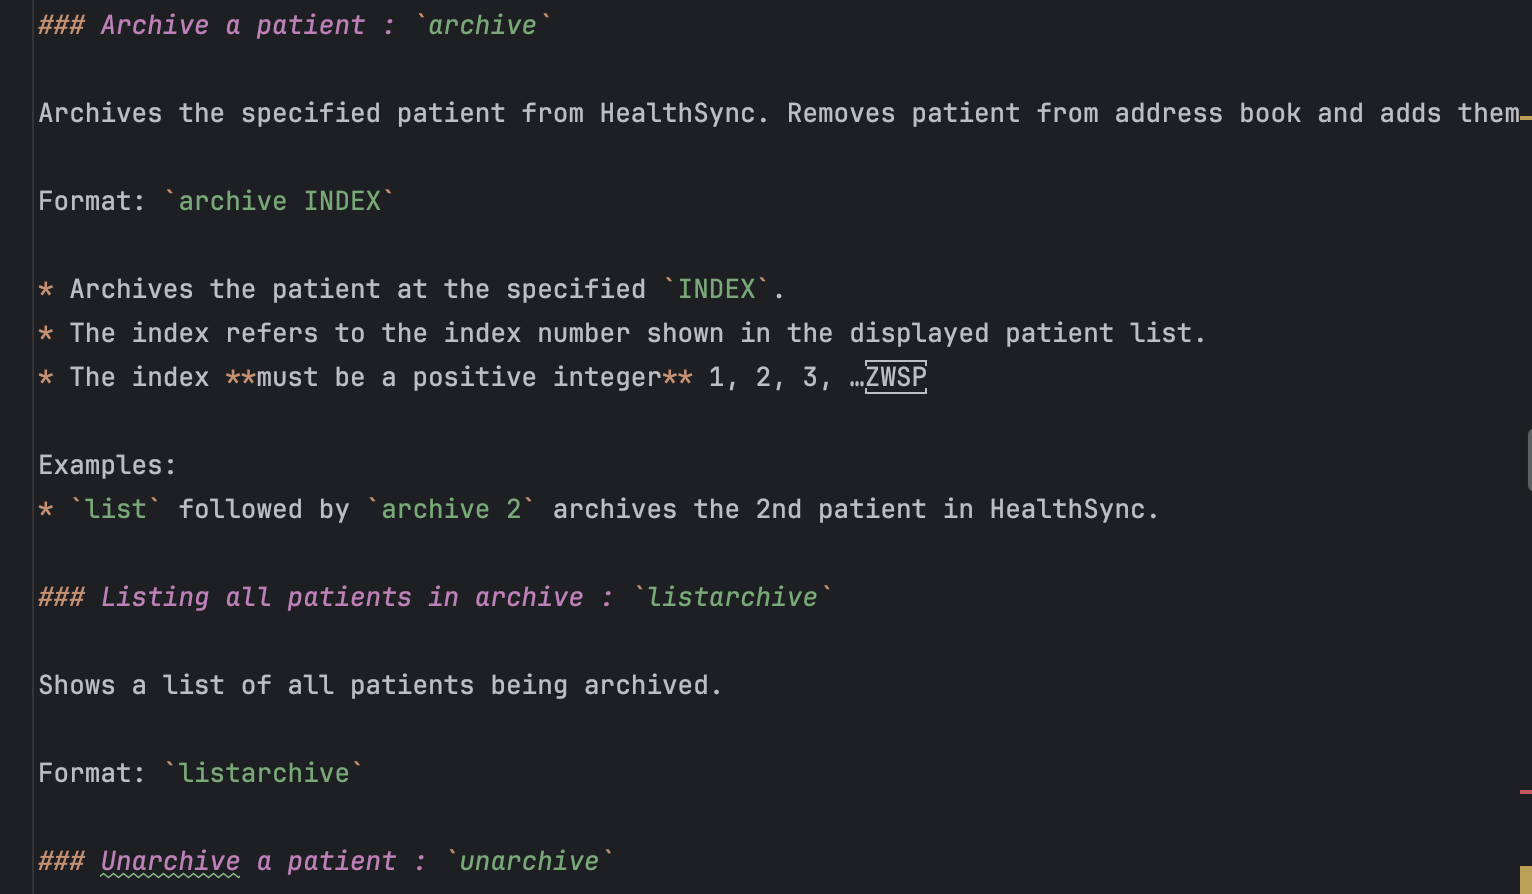 ### Archive a patient : `archive`
Archives the specified patient from HealthSync. Removes patient from address book and adds them
Format: `archive INDEX`
* Archives the patient at the specified `INDEX`.
* The index refers to the index number shown in the displayed patient list.
* The index **must be a positive integer** 1, 2, 3, …ZWSP
Examples:
* `list` followed by `archive 2` archives the 2nd patient in HealthSync.
### Listing all patients in archive : `listarchive`
Shows a list of all patients being archived.
Format: `listarchive`
### Unarchive a patient : `unarchive`